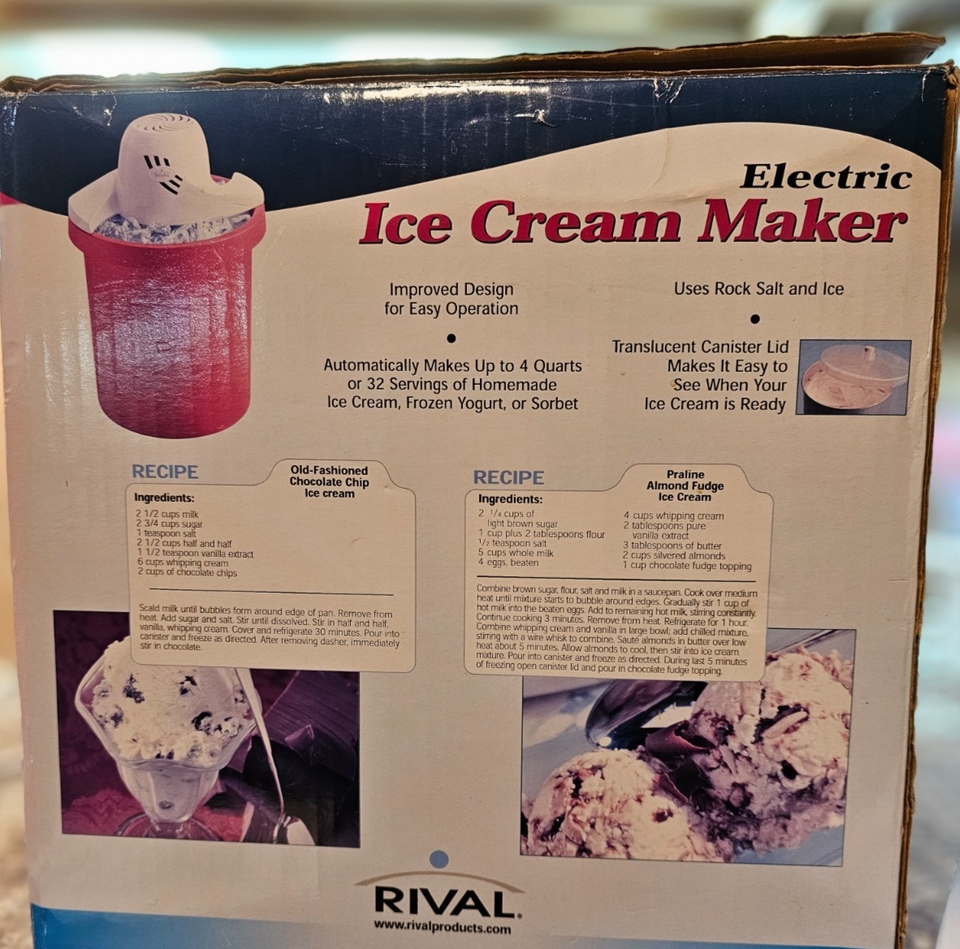 Electric
Ice Cream Maker
Improved Design
for Easy Operation
•
Automatically Makes Up to 4 Quarts
or 32 Servings of Homemade
Ice Cream, Frozen Yogurt, or Sorbet
Uses Rock Salt and Ice
•
Translucent Canister Lid
Makes It Easy to
See When Your
Ice Cream is Ready
RECIPE
Old-Fashioned
Chocolate Chip
Ice cream
Ingredients:
2 1/2 cups milk
2 3/4 cups sugar
1 teaspoon salt
2 1/2 cups half and half
1 1/2 teaspoon vanilla extract
6 cups whipping cream
2 cups of chocolate chips
Scald milk until bubbles form around edge of pan. Remove from
heat. Add sugar and salt. Stir until dissolved. Stir in half and half,
vanilla, whipping cream. Cover and refrigerate 30 minutes. Pour into
canister and freeze as directed. After removing dasher, immediately
stir in chocolate.
RECIPE
Praline
Almond Fudge
Ice Cream
Ingredients:
2 1/4 cups of
light brown sugar
1 cup plus 2 tablespoons flour
1/2 teaspoon salt
5 cups whole milk
4 eggs, beaten
4 cups whipping cream
2 tablespoons pure
vanilla extract
3 tablespoons of butter
2 cups silvered almonds
1 cup chocolate fudge topping
Combine brown sugar, flour, salt and milk in a saucepan. Cook over medium
heat until mixture starts to bubble around edges. Gradually stir 1 cup of
hot milk into the beaten eggs. Add to remaining hot milk, stirring constantly.
Continue cooking 3 minutes. Remove from heat. Refrigerate for 1 hour.
Combine whipping cream and vanilla in large bowl; add chilled mixture,
stirring with a wire whisk to combine. Sauté almonds in butter over low
heat about 5 minutes. Allow almonds to cool, then stir into ice cream
mixture. Pour into canister and freeze as directed. During last 5 minutes
of freezing open canister lid and pour in chocolate fudge topping.
RIVAL®
www.rivalproducts.com